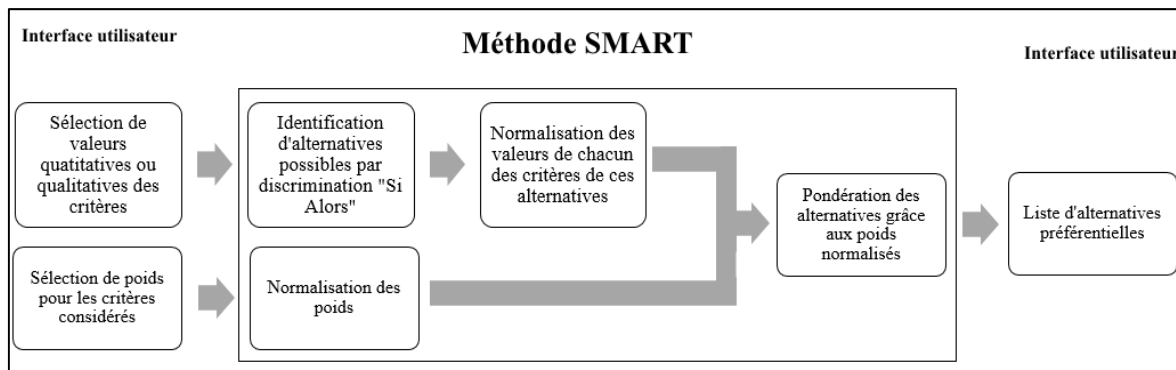 Interface utilisateur
Méthode SMART
Interface utilisateur
Sélection de
valeurs
quatitatives ou
qualitatives des
critères
Identification
d'alternatives
possibles par
discrimination "Si
Alors"
Normalisation des
valeurs de chacun
des critères de ces
alternatives
Pondération des
alternatives grâce
aux poids
normalisés
Liste d'alternatives
préférentielles
Sélection de poids
pour les critères
considérés
Normalisation des
poids